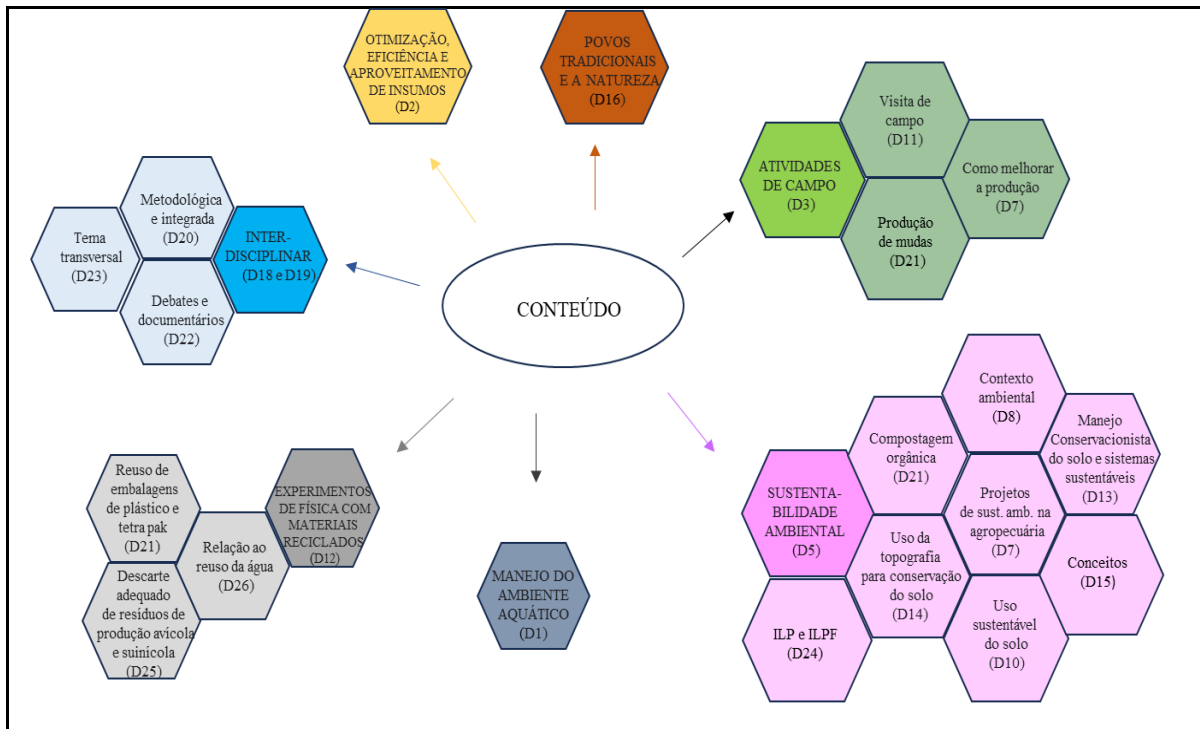 OTIMIZAÇÃO,
EFICIÊNCIA E
APROVEITAMENTO
DE INSUMOS
(D2)
POVOS
TRADICIONAIS
E A NATUREZA
(D16)
Visita de
campo
(D11)
ATIVIDADES
DE CAMPO
(D3)
Como melhorar
a produção
(D7)
Produção
de mudas
(D21)
Metodológica
e integrada
(D20)
Tema
transversal
(D23)
INTER-
DISCIPLINAR
(D18 e D19)
Debates e
documentários
(D22)
CONTEÚDO
Reuso de
embalagens
de plástico e
tetra pak
(D21)
EXPERIMENTOS
DE FÍSICA COM
MATERIAIS
RECICLADOS
(D12)
Relação ao
reuso da água
(D26)
Descarte
adequado
de resíduos de
produção avícola
e suinícola
(D25)
MANEJO DO
AMBIENTE
AQUÁTICO
(D1)
Contexto
ambiental
(D8)
Compostagem
orgânica
(D21)
Manejo
Conservacionista
do solo e sistemas
sustentáveis
(D13)
SUSTENTA-
BILIDADE
AMBIENTAL
(D5)
Projetos
de sust. amb. na
agropecuária
(D7)
Uso da
topografia
para conservação
do solo
(D14)
Conceitos
(D15)
ILP e ILPF
(D24)
Uso
sustentável
do solo
(D10)